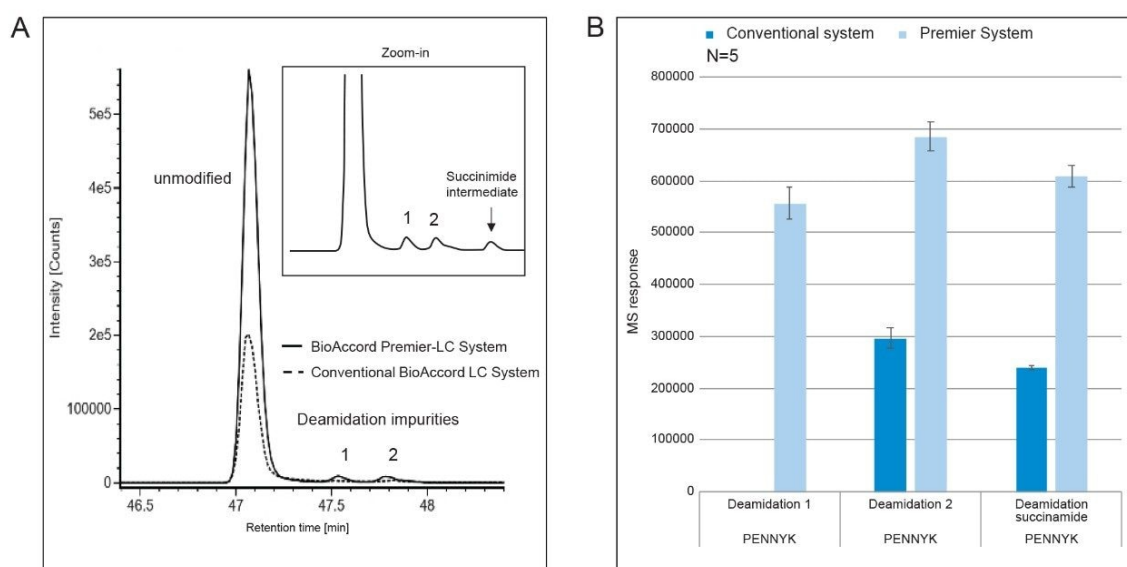 A
Zoom-in
5e5
unmodified
4e5
Succinimide
intermediate
1 2
3e5
Intensity [Counts]
2e5
BioAccord Premier-LC System
Conventional BioAccord LC System
100000
Deamidation impurities
1 2
0
46.5 47 47.5 48
Retention time [min]
B
Conventional system Premier System
N=5
800000
700000
600000
500000
400000
300000
200000
100000
0
MS response
Deamidation 1 Deamidation 2 Deamidation
succinamide
PENNYK PENNYK PENNYK